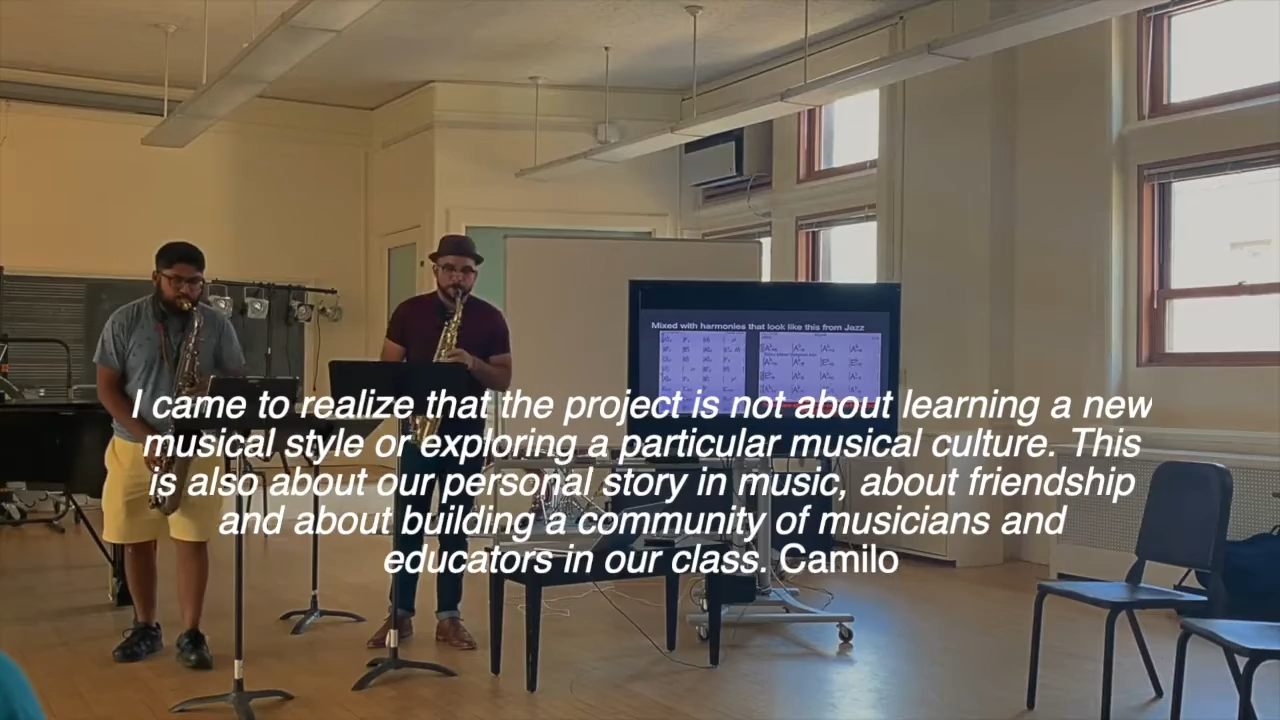 Mixed with harmonies that look like this from Jazz
I came to realize that the project is not about learning a new
musical style or exploring a particular musical culture. This
is also about our personal story in music, about friendship
and about building a community of musicians and
educators in our class. Camilo